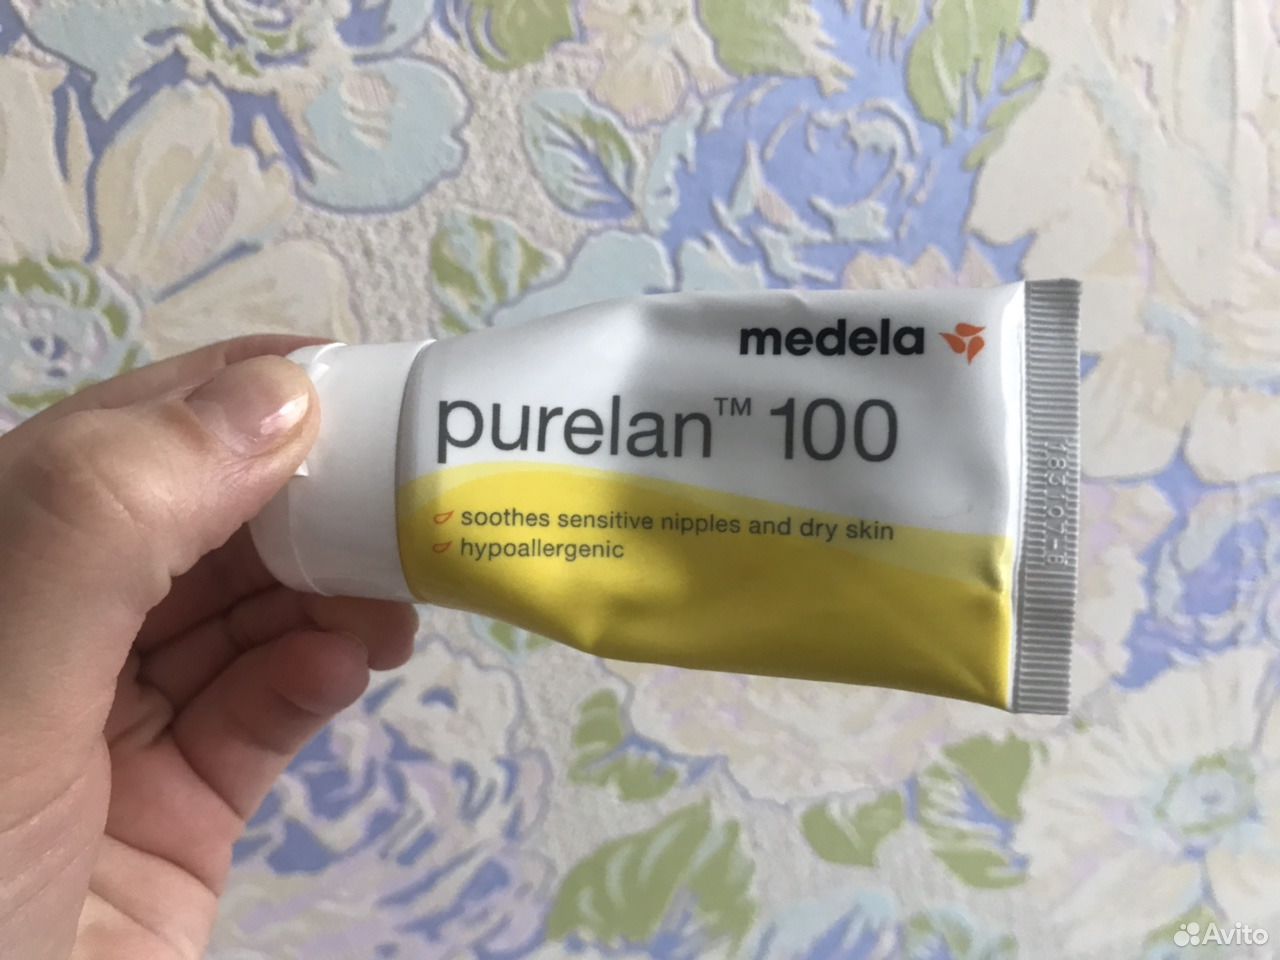 medela
purelan™ 100
soothes sensitive nipples and dry skin
hypoallergenic
Avito